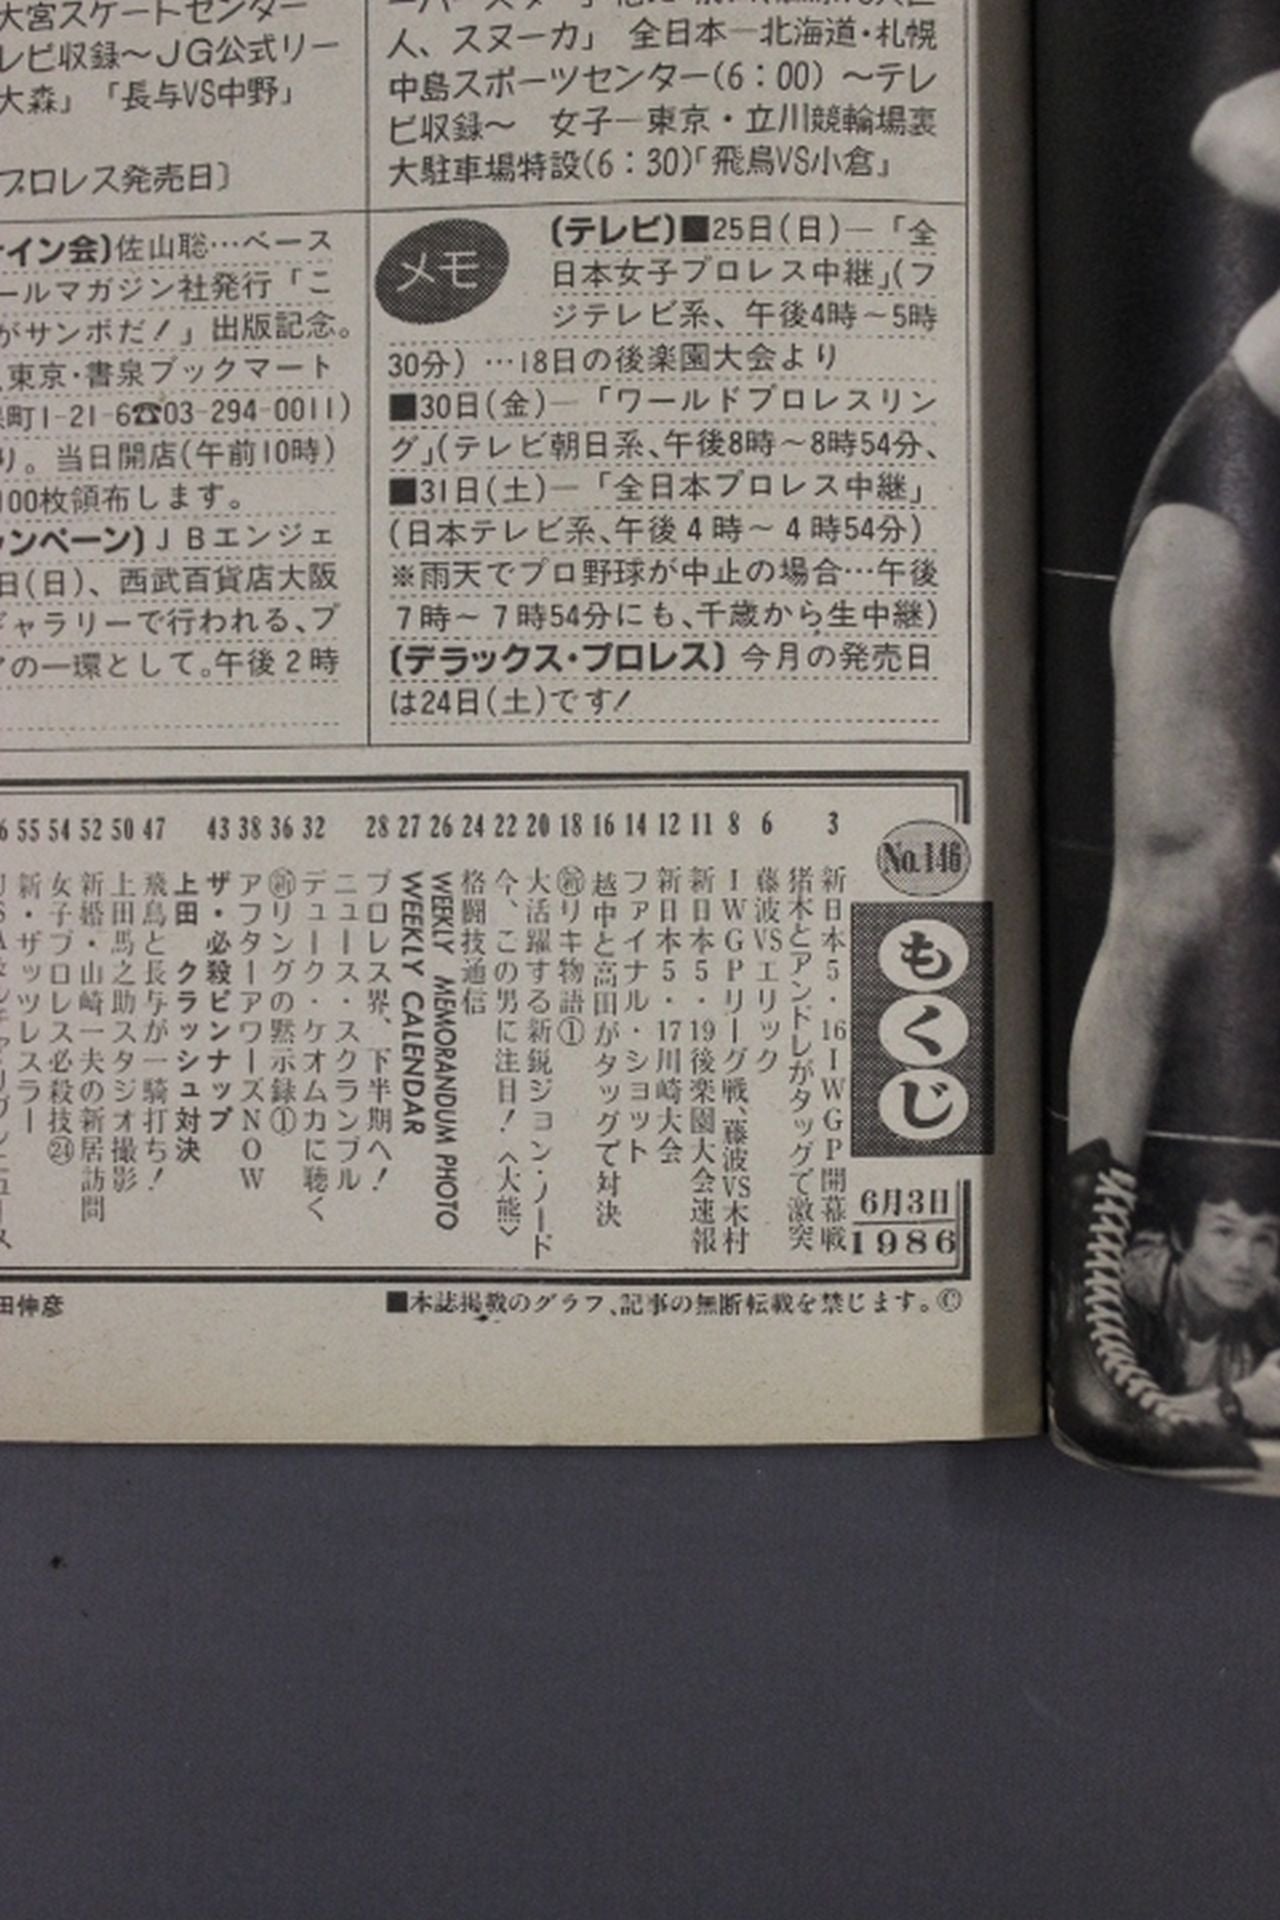 大宮スケートセンター
レビ収録～JG公式リー
大森」「長与VS中野」
プロレス発売日〕
イン会〕佐山聡…ベース
ールマガジン社発行「こ
がサンボだ！」出版記念。
東京・書泉ブックマート
町1-21-6☎03-294-0011)
り。当日開店(午前10時)
100枚領布します。
ンペーン〕JBエンジェ
日(日)、西武百貨店大阪
ギャラリーで行われる、プ
アの一環として。午後2時
人、スヌーカ」 全日本―北海道・札幌
中島スポーツセンター(6：00) ～テレ
ビ収録～ 女子―東京・立川競輪場裏
大駐車場特設(6：30)「飛鳥VS小倉」
メモ
〔テレビ〕■25日(日)―「全
日本女子プロレス中継」(フ
ジテレビ系、午後4時～5時
30分) …18日の後楽園大会より
■30日(金)―「ワールドプロレスリン
グ」(テレビ朝日系、午後8時～8時54分、
■31日(土)―「全日本プロレス中継」
(日本テレビ系、午後4時～4時54分)
※雨天でプロ野球が中止の場合…午後
7時～7時54分にも、千歳から生中継)
〔デラックス・プロレス〕今月の発売日
は24日(土)です！
No.146
もくじ
6月3日
1986
3 新日本5・16IWGP開幕戦
猪木とアンドレがタッグで激突
6 藤波VSエリック
8 IWGPリーグ戦、藤波VS木村
11 新日本5・19後楽園大会速報
12 新日本5・17川崎大会
14 ファイナル・ショット
16 越中と高田がタッグで対決
18 ㊟リキ物語①
20 大活躍する新鋭ジョン・ノード
22 今、この男に注目！〈大熊〉
24 格闘技通信
26 WEEKLY MEMORANDUM PHOTO
27 WEEKLY CALENDAR
28 プロレス界、下半期へ！
ニュース・スクランブル
32 デューク・ケオムカに聴く
36 ㊟リングの黙示録①
38 アフターアワーズNOW
43 ザ・必殺ピンナップ
上田 クラッシュ対決
47 飛鳥と長与が一騎打ち！
50 上田馬之助スタジオ撮影
52 新婚・山崎一夫の新居訪問
54 女子プロレス必殺技㉔
55 新・ザッツレスラー
■本誌掲載のグラフ、記事の無断転載を禁じます。©
田伸彦